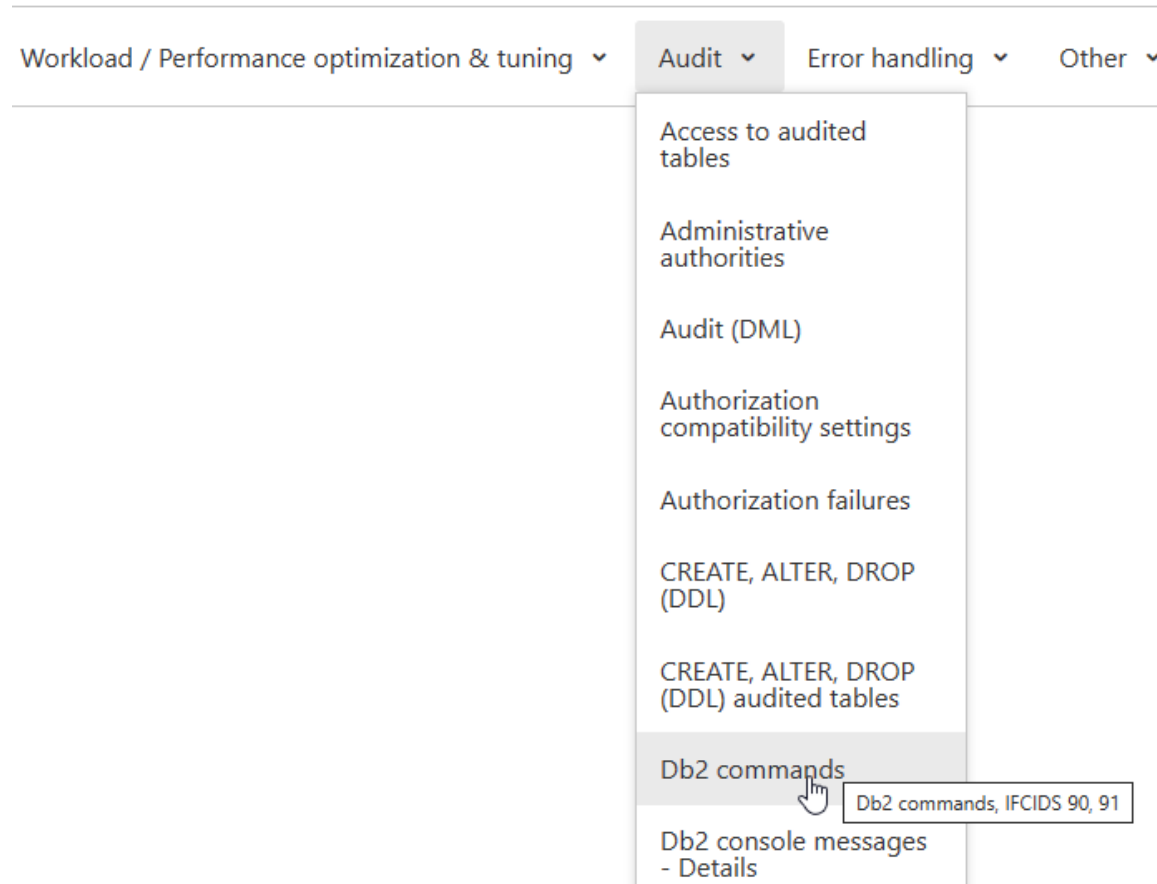 Workload / Performance optimization & tuning Audit Error handling Other
Access to audited
tables
Administrative
authorities
Audit (DML)
Authorization
compatibility settings
Authorization failures
CREATE, ALTER, DROP
(DDL)
CREATE, ALTER, DROP
(DDL) audited tables
Db2 commands
Db2 commands, IFCIDS 90, 91
Db2 console messages
- Details